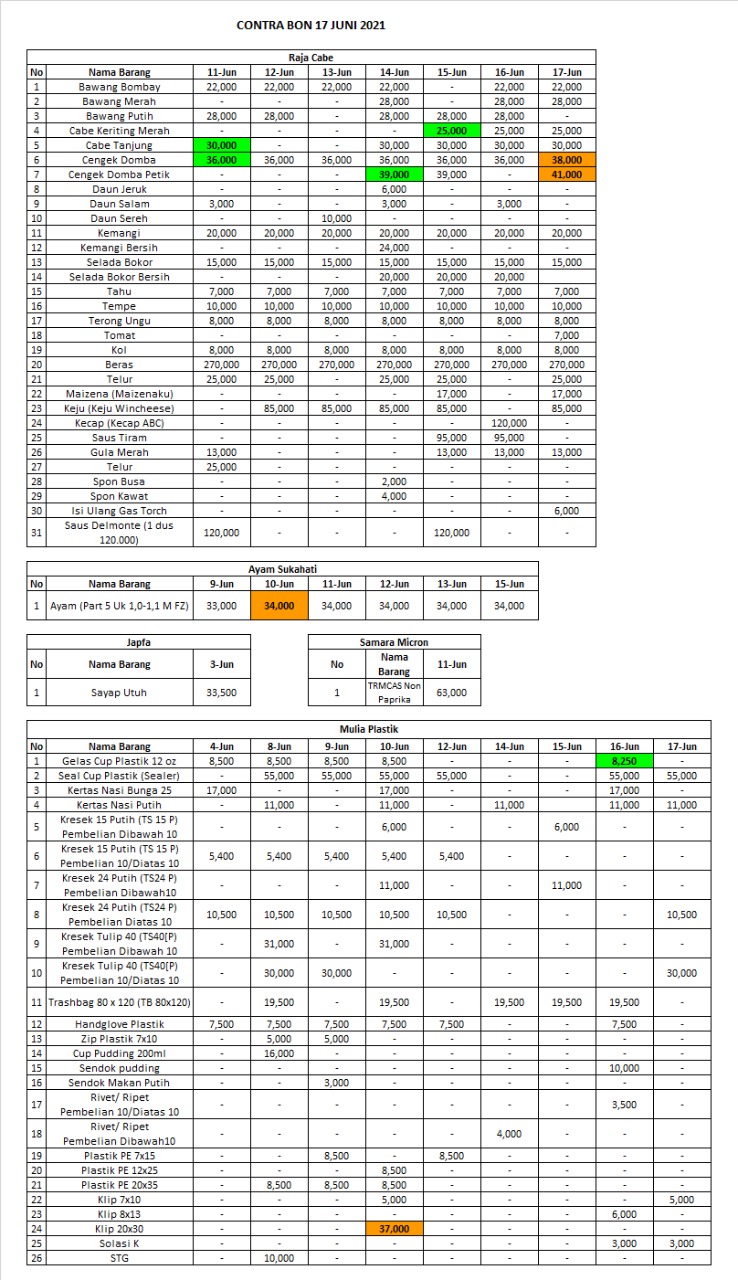 CONTRA BON 17 JUNI 2021
Raja Cabe
No Nama Barang 11-Jun 12-Jun 13-Jun 14-Jun 15-Jun 16-Jun 17-Jun
1 Bawang Bombay 22,000 22,000 22,000 22,000 - 22,000 22,000
2 Bawang Merah - - - 28,000 - 28,000 28,000
3 Bawang Putih 28,000 28,000 - 28,000 28,000 28,000 -
4 Cabe Keriting Merah - - - - 25,000 25,000 25,000
5 Cabe Tanjung 30,000 - - 30,000 30,000 30,000 30,000
6 Cengek Domba 36,000 36,000 36,000 36,000 36,000 36,000 38,000
7 Cengek Domba Petik - - - 39,000 39,000 - 41,000
8 Daun Jeruk - - - 6,000 - - -
9 Daun Salam 3,000 - - 3,000 - 3,000 -
10 Daun Sereh - - 10,000 - - - -
11 Kemangi 20,000 20,000 20,000 20,000 20,000 20,000 20,000
12 Kemangi Bersih - - - 24,000 - - -
13 Selada Bokor 15,000 15,000 15,000 15,000 15,000 15,000 15,000
14 Selada Bokor Bersih - - - 20,000 20,000 20,000
15 Tahu 7,000 7,000 7,000 7,000 7,000 7,000 7,000
16 Tempe 10,000 10,000 10,000 10,000 10,000 10,000 10,000
17 Terong Ungu 8,000 8,000 8,000 8,000 8,000 8,000 8,000
18 Tomat - - - - - - 7,000
19 Kol 8,000 8,000 8,000 8,000 8,000 8,000 8,000
20 Beras 270,000 270,000 270,000 270,000 270,000 270,000 270,000
21 Telur 25,000 25,000 - 25,000 25,000 - 25,000
22 Maizena (Maizenaku) - - - - 17,000 - 17,000
23 Keju (Keju Wincheese) - 85,000 85,000 85,000 85,000 - 85,000
24 Kecap (Kecap ABC) - - - - - 120,000 -
25 Saus Tiram - - - - 95,000 95,000 -
26 Gula Merah 13,000 - - - 13,000 13,000 13,000
27 Telur 25,000 - - - - - -
28 Spon Busa - - - 2,000 - - -
29 Spon Kawat - - - 4,000 - - -
30 Isi Ulang Gas Torch - - - - - - 6,000
31 Saus Delmonte (1 dus
120.000) 120,000 - - - 120,000 - -
Ayam Sukahati
No Nama Barang 9-Jun 10-Jun 11-Jun 12-Jun 13-Jun 15-Jun
1 Ayam (Part 5 Uk 1,0-1,1 M FZ) 33,000 34,000 34,000 34,000 34,000 34,000
Japfa
No Nama Barang 3-Jun
1 Sayap Utuh 33,500
Samara Micron
No Nama
Barang 11-Jun
1 TRMCAS Non
Paprika 63,000
Mulia Plastik
No Nama Barang 4-Jun 8-Jun 9-Jun 10-Jun 12-Jun 14-Jun 15-Jun 16-Jun 17-Jun
1 Gelas Cup Plastik 12 oz 8,500 8,500 8,500 8,500 - - - 8,250 -
2 Seal Cup Plastik (Sealer) - 55,000 55,000 55,000 55,000 - - 55,000 55,000
3 Kertas Nasi Bunga 25 17,000 - - 17,000 - - - 17,000 -
4 Kertas Nasi Putih - 11,000 - 11,000 - 11,000 - 11,000 11,000
5 Kresek 15 Putih (TS 15 P)
Pembelian Dibawah 10 - - - 6,000 - - 6,000 - -
6 Kresek 15 Putih (TS 15 P)
Pembelian 10/Diatas 10 5,400 5,400 5,400 5,400 5,400 - - - -
7 Kresek 24 Putih (TS24 P)
Pembelian Dibawah10 - - - 11,000 - - 11,000 - -
8 Kresek 24 Putih (TS24 P)
Pembelian Diatas 10 10,500 10,500 10,500 10,500 10,500 - - - 10,500
9 Kresek Tulip 40 (TS40[P)
Pembelian Dibawah 10 - 31,000 - 31,000 - - - - -
10 Kresek Tulip 40 (TS40[P)
Pembelian 10/Diatas 10 - 30,000 30,000 - - - - - 30,000
11 Trashbag 80 x 120 (TB 80x120) - 19,500 - 19,500 - 19,500 19,500 19,500 -
12 Handglove Plastik 7,500 7,500 7,500 7,500 7,500 - - 7,500 -
13 Zip Plastik 7x10 - 5,000 5,000 - - - - - -
14 Cup Pudding 200ml - 16,000 - - - - - - -
15 Sendok pudding - - - - - - - 10,000 -
16 Sendok Makan Putih - - 3,000 - - - - - -
17 Rivet/ Ripet
Pembelian 10/Diatas 10 - - - - - - - 3,500 -
18 Rivet/ Ripet
Pembelian Dibawah10 - - - - - 4,000 - - -
19 Plastik PE 7x15 - - 8,500 - 8,500 - - - -
20 Plastik PE 12x25 - - - 8,500 - - - - -
21 Plastik PE 20x35 - 8,500 8,500 8,500 - - - - -
22 Klip 7x10 - - - 5,000 - - - - 5,000
23 Klip 8x13 - - - - - - - 6,000 -
24 Klip 20x30 - - - 37,000 - - - - -
25 Solasi K - - - - - - - 3,000 3,000
26 STG - 10,000 - - - - - - -